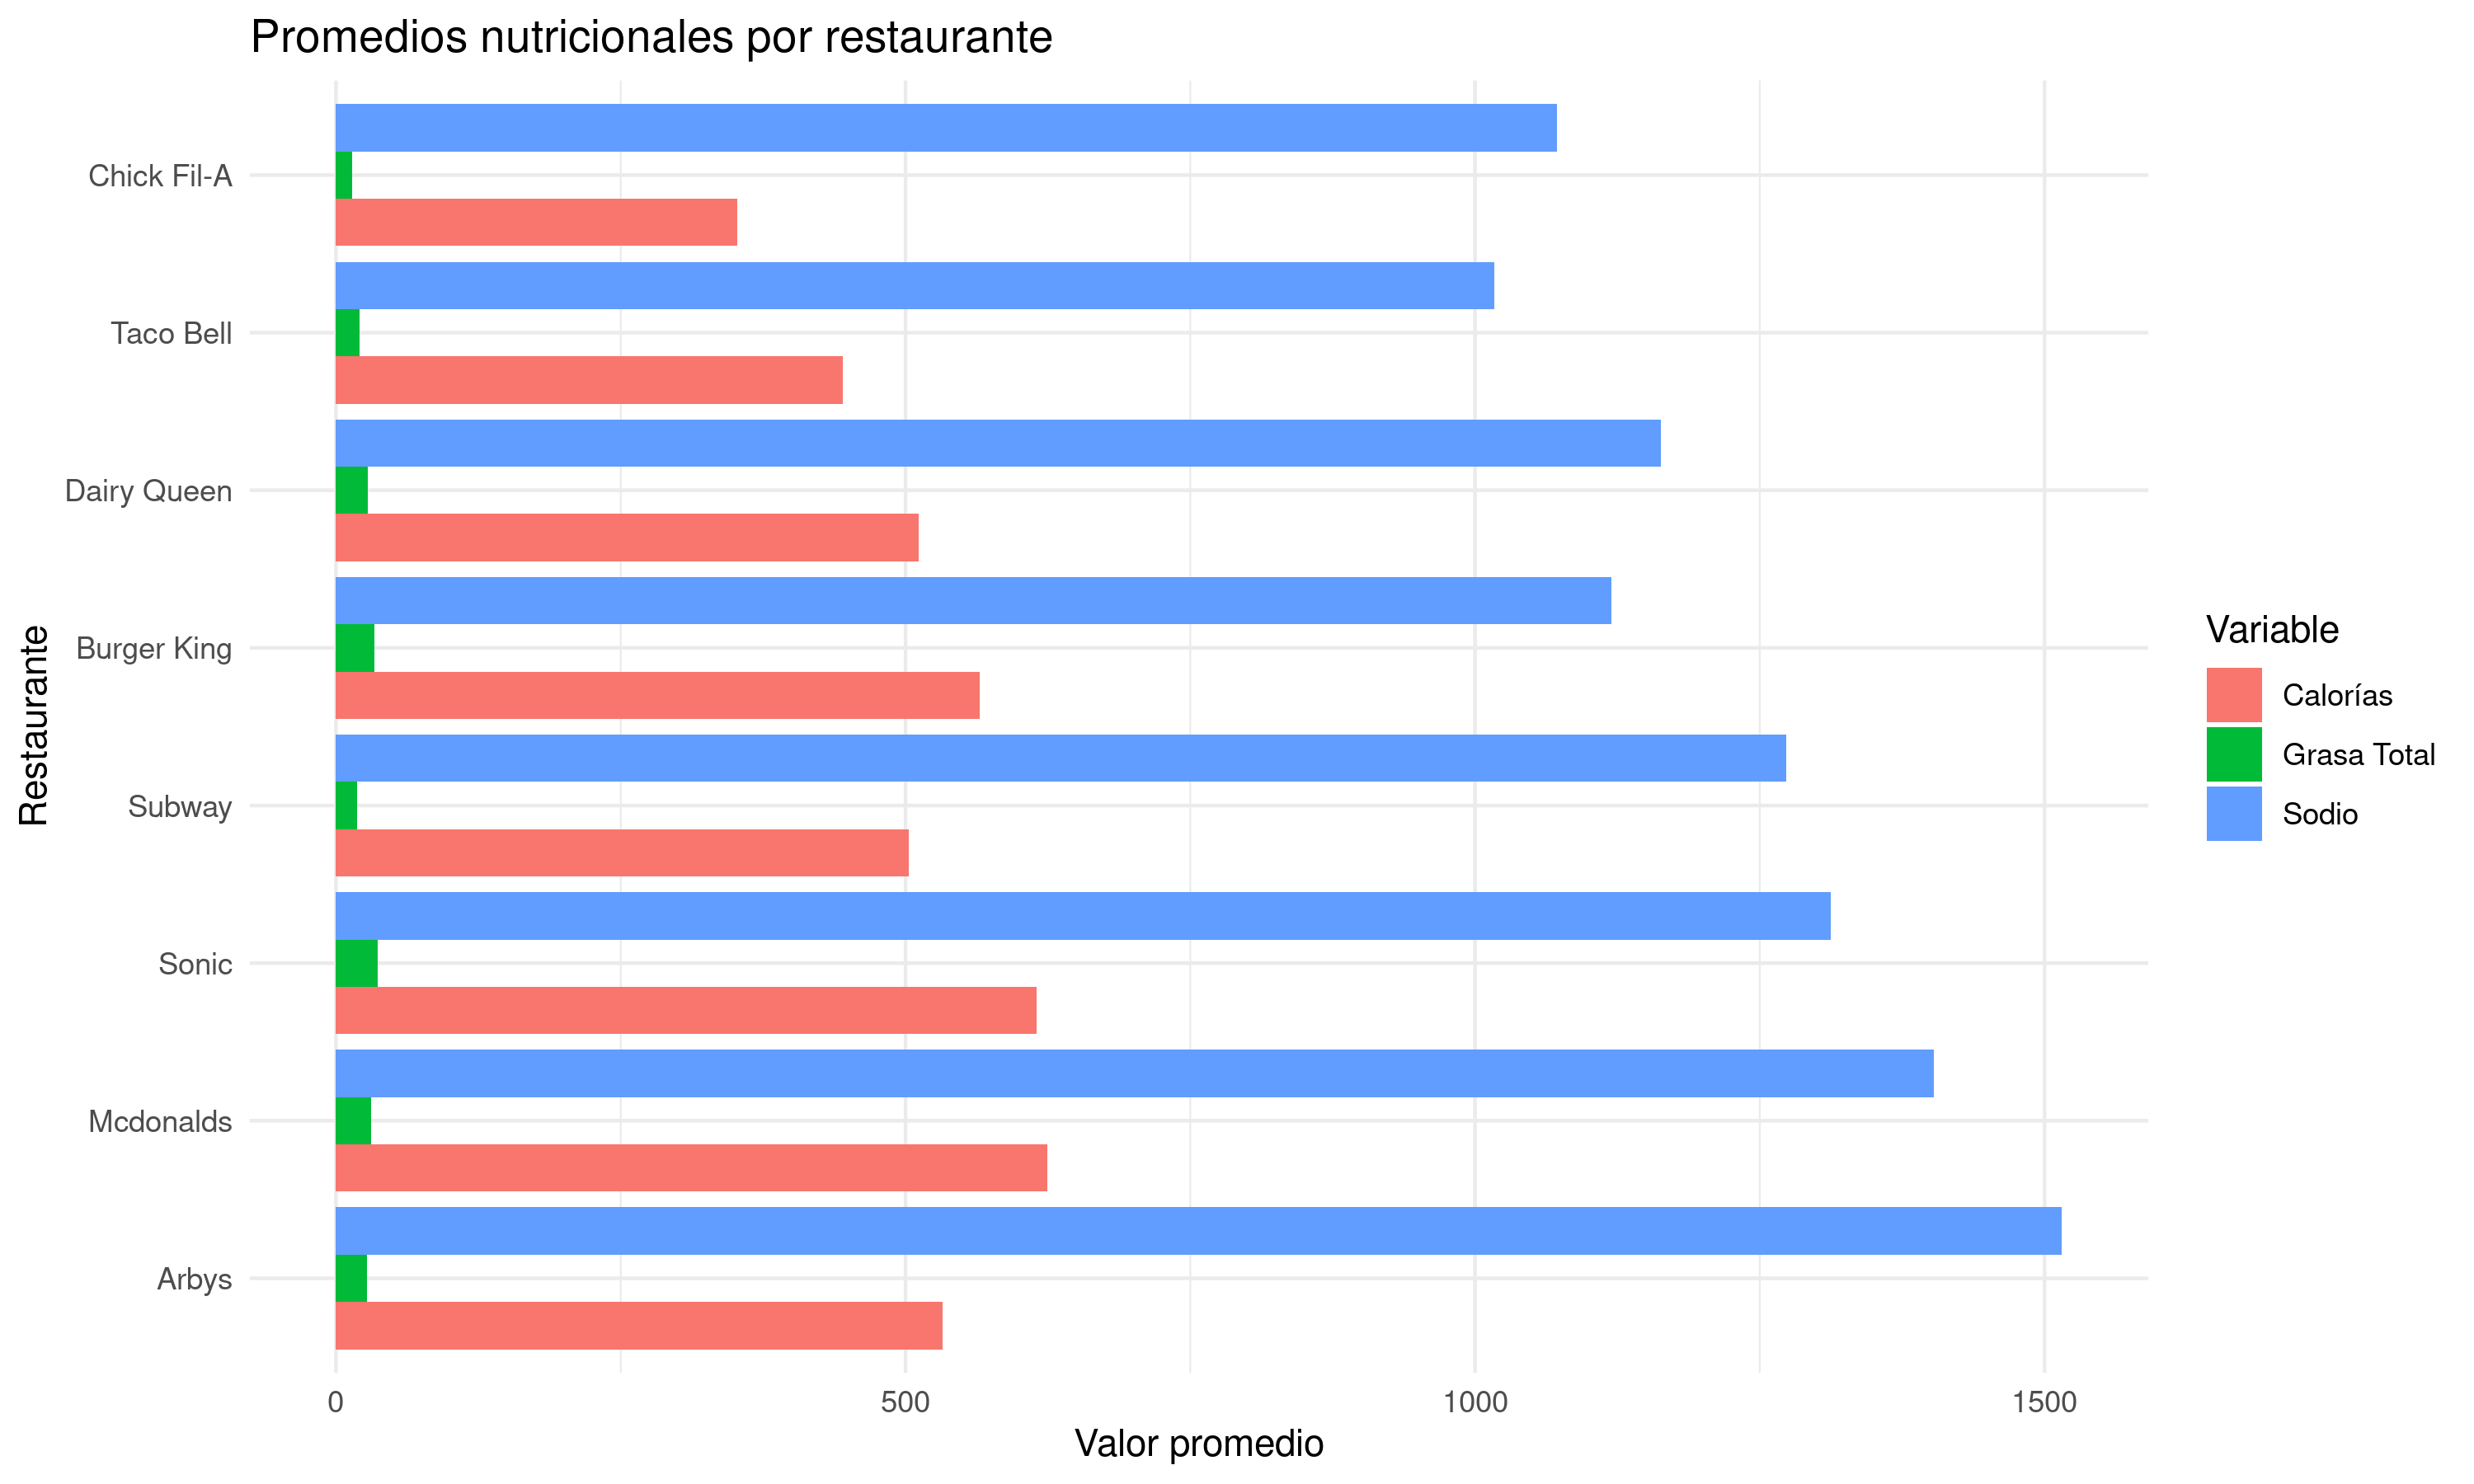 Promedios nutricionales por restaurante
Restaurante
Chick Fil-A
Taco Bell
Dairy Queen
Burger King
Subway
Sonic
Mcdonalds
Arbys
0
500
1000
1500
Valor promedio
Variable
Calorías
Grasa Total
Sodio